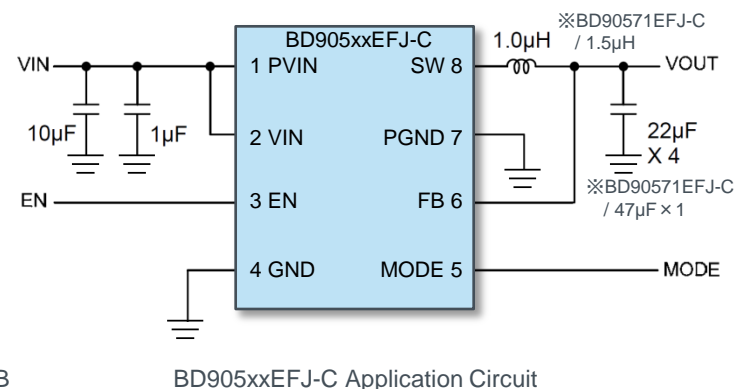 ※BD90571EFJ-C
/ 1.5µH
BD905xxEFJ-C
1.0µH
VIN
1 PVIN
SW 8
VOUT
10µF
1µF
2 VIN
PGND 7
22µF
X 4
※BD90571EFJ-C
/ 47µF×1
EN
3 EN
FB 6
4 GND
MODE 5
MODE
B
BD905xxEFJ-C Application Circuit